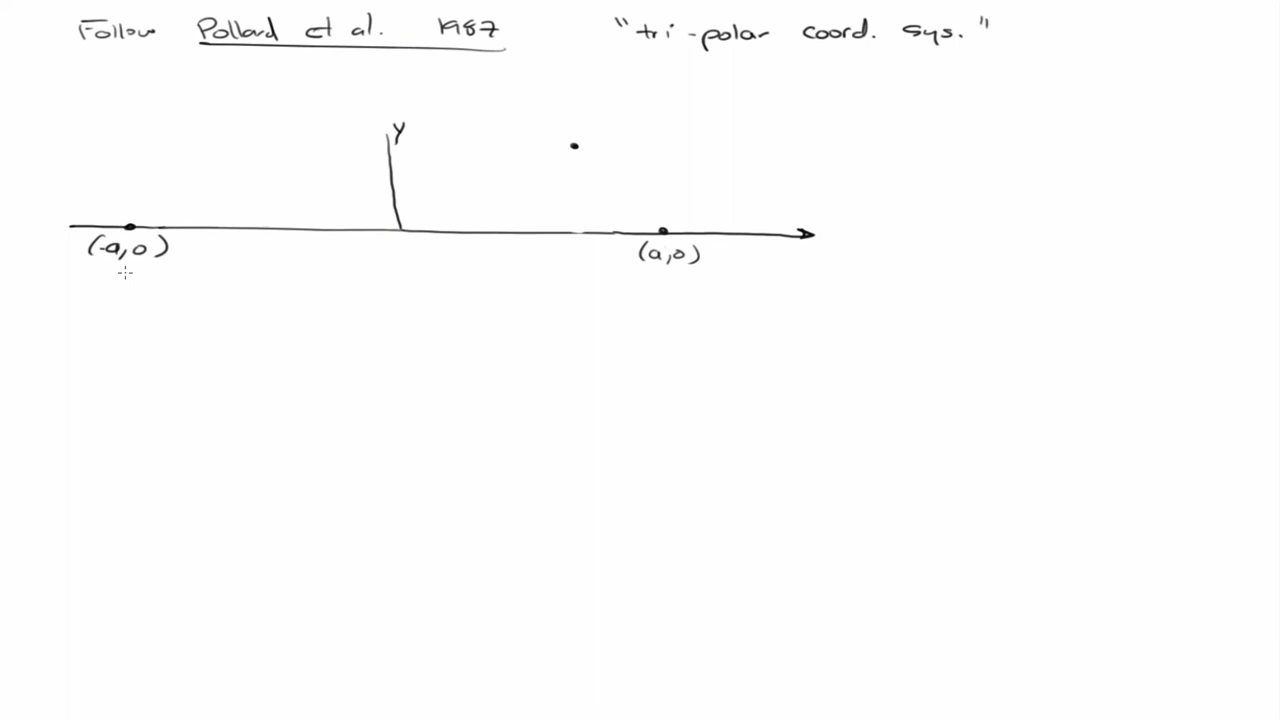 Follow Pollard et al. 1987 "tri-polar coord. sys."
y
(-a,0) (a,0)